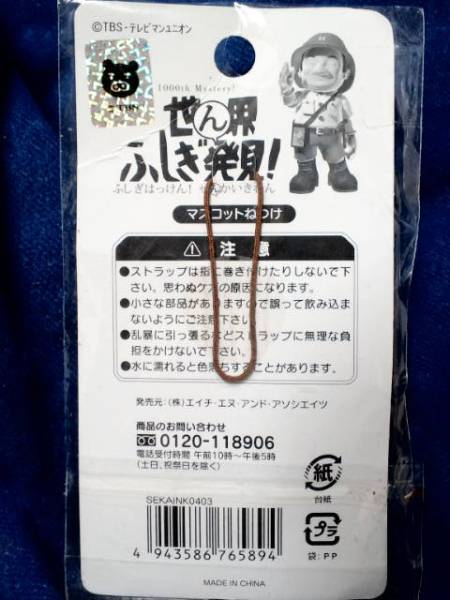 ©TBS・テレビマンユニオン
1000th Mystery!
ぜん界
ふしぎ発見!
ふしぎはっけん!
マスコットねつけ
注意
●ストラップは指に巻き付けたりしないで下
さい。思わぬケガの原因になります。
●小さな部品がありますので誤って飲み込ま
ないようにご注意下さい。
●乱暴に引っ張るなどストラップに無理な負
担をかけないで下さい。
●水に濡れると色落ちすることがあります。
発売元:(株)エイチ・エヌ・アンド・アソシエイツ
商品のお問い合わせ
0120-118906
電話受付時間 午前10時〜午後5時
(土日、祝祭日を除く)
紙
台紙
プラ
袋:PP
SEKAINK0403
4 943586 765894
MADE IN CHINA